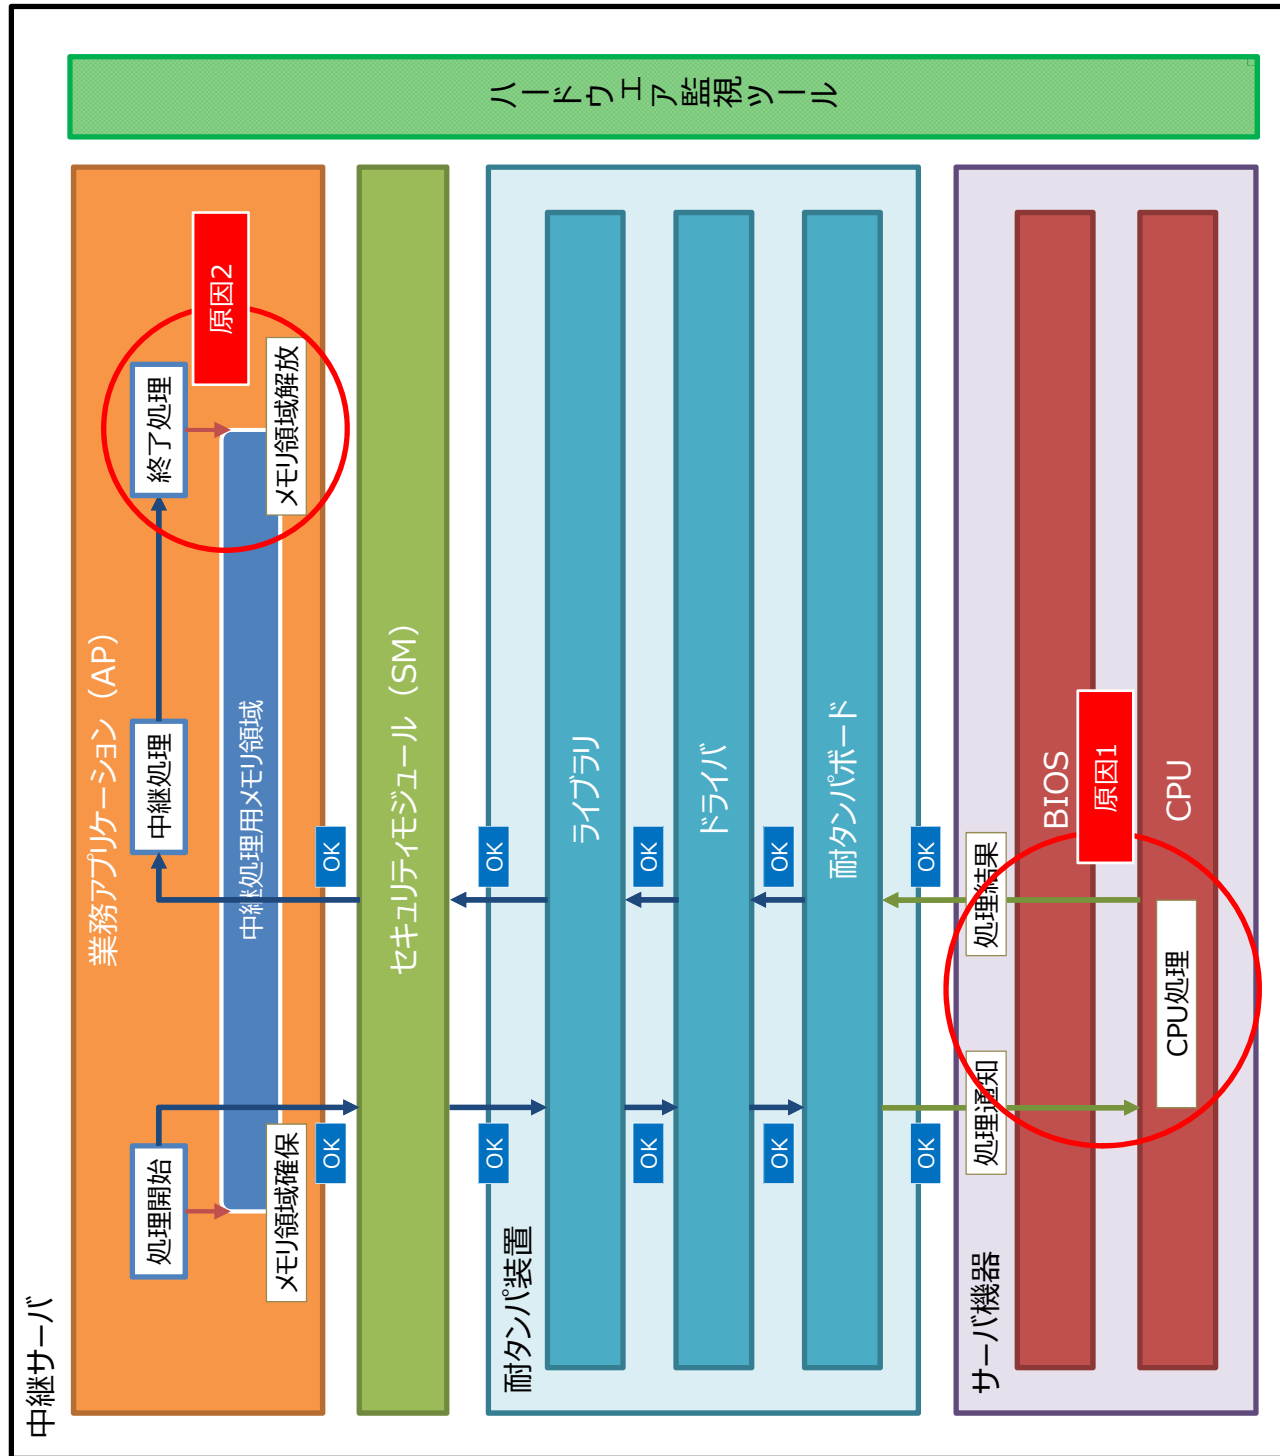 中継サーバ
業務アプリケーション（AP）
処理開始
中継処理
終了処理
原因2
中継処理用メモリ領域
メモリ領域確保
メモリ領域解放
OK
OK
セキュリティモジュール（SM）
OK
OK
耐タンパ装置
ライブラリ
OK
OK
ドライバ
OK
OK
耐タンパボード
OK
OK
サーバ機器
処理通知
処理結果
BIOS
原因1
CPU処理
CPU
ハードウエア監視ツール